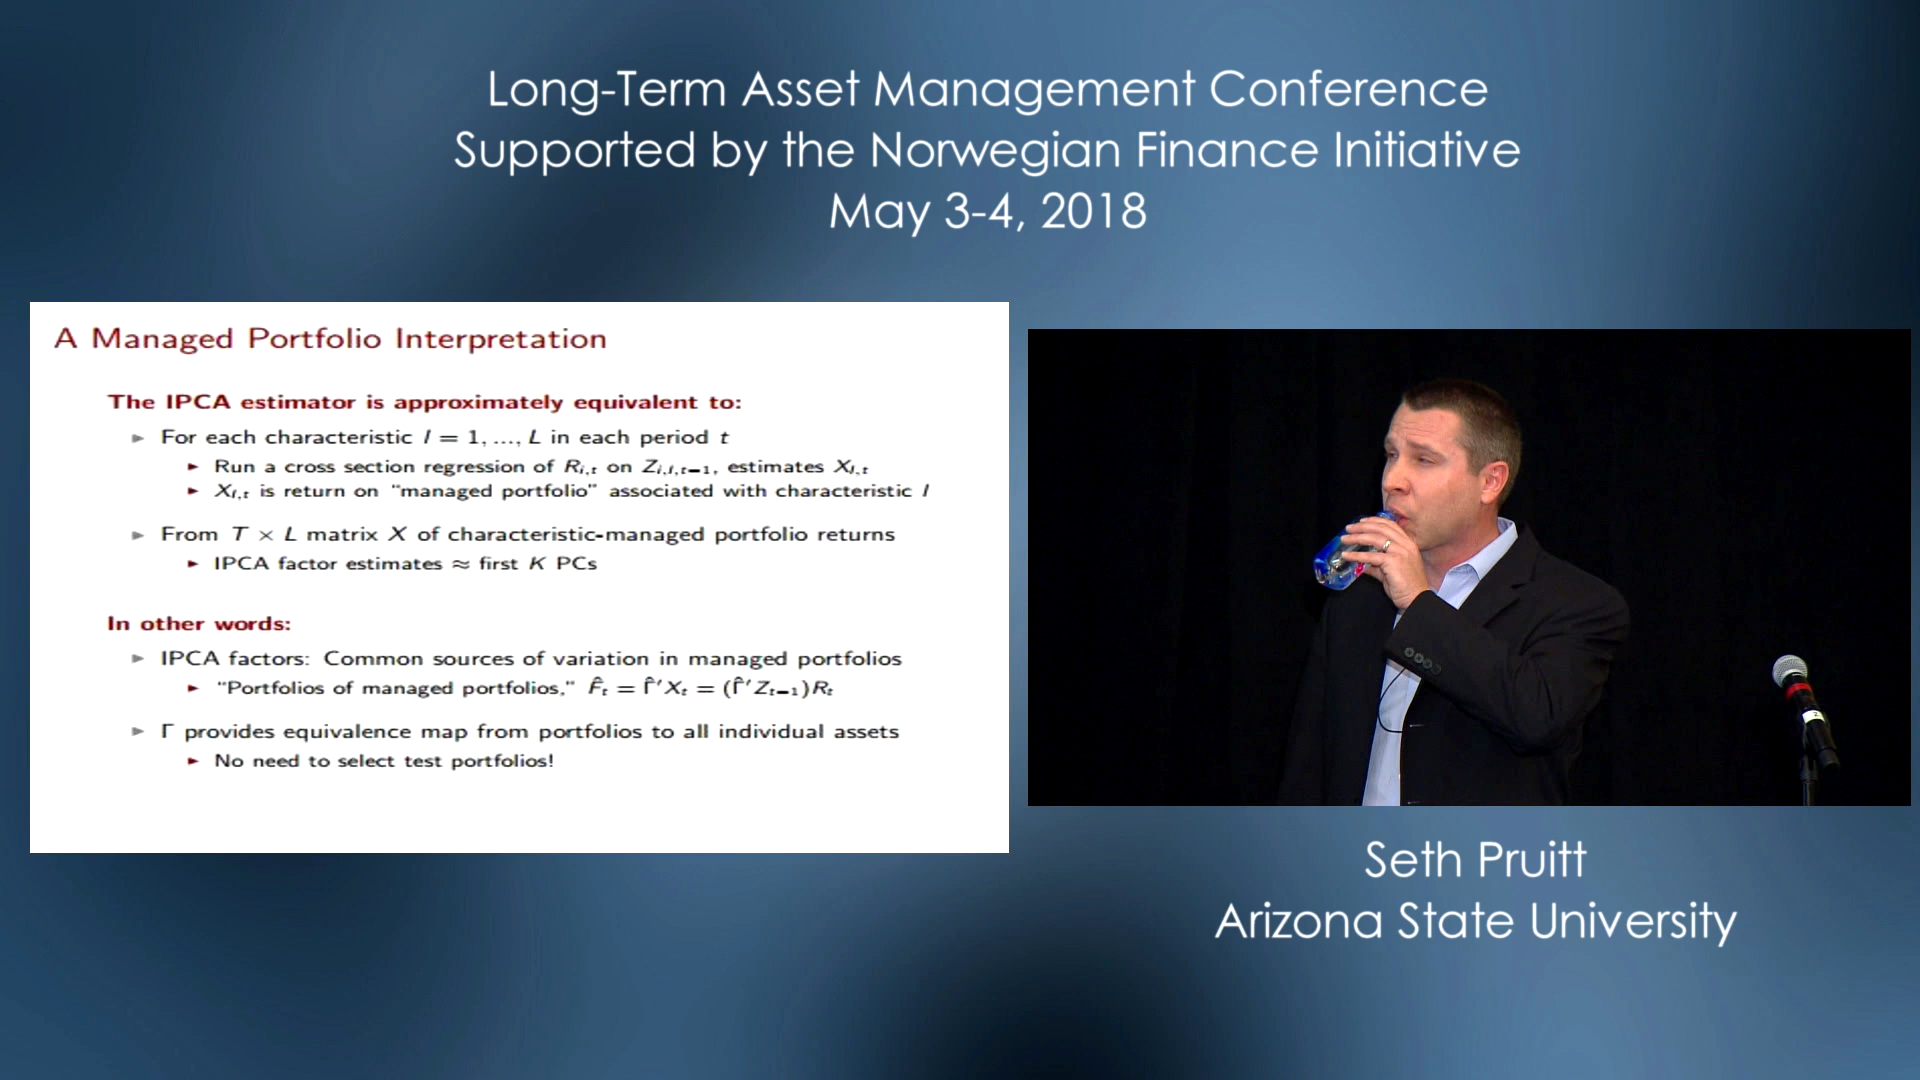 Long-Term Asset Management Conference
Supported by the Norwegian Finance Initiative
May 3-4, 2018
A Managed Portfolio Interpretation
The IPCA estimator is approximately equivalent to:
► For each characteristic l = 1, ..., L in each period t
► Run a cross section regression of R_{i,t} on Z_{i,l,t−1}, estimates X_{l,t}
► X_{l,t} is return on "managed portfolio" associated with characteristic l
► From T × L matrix X of characteristic-managed portfolio returns
► IPCA factor estimates ≈ first K PCs
In other words:
► IPCA factors: Common sources of variation in managed portfolios
► "Portfolios of managed portfolios," F̂_t = Γ̂′X_t = (Γ̂′Z_{t−1})R_t
► Γ provides equivalence map from portfolios to all individual assets
► No need to select test portfolios!
2
Seth Pruitt
Arizona State University